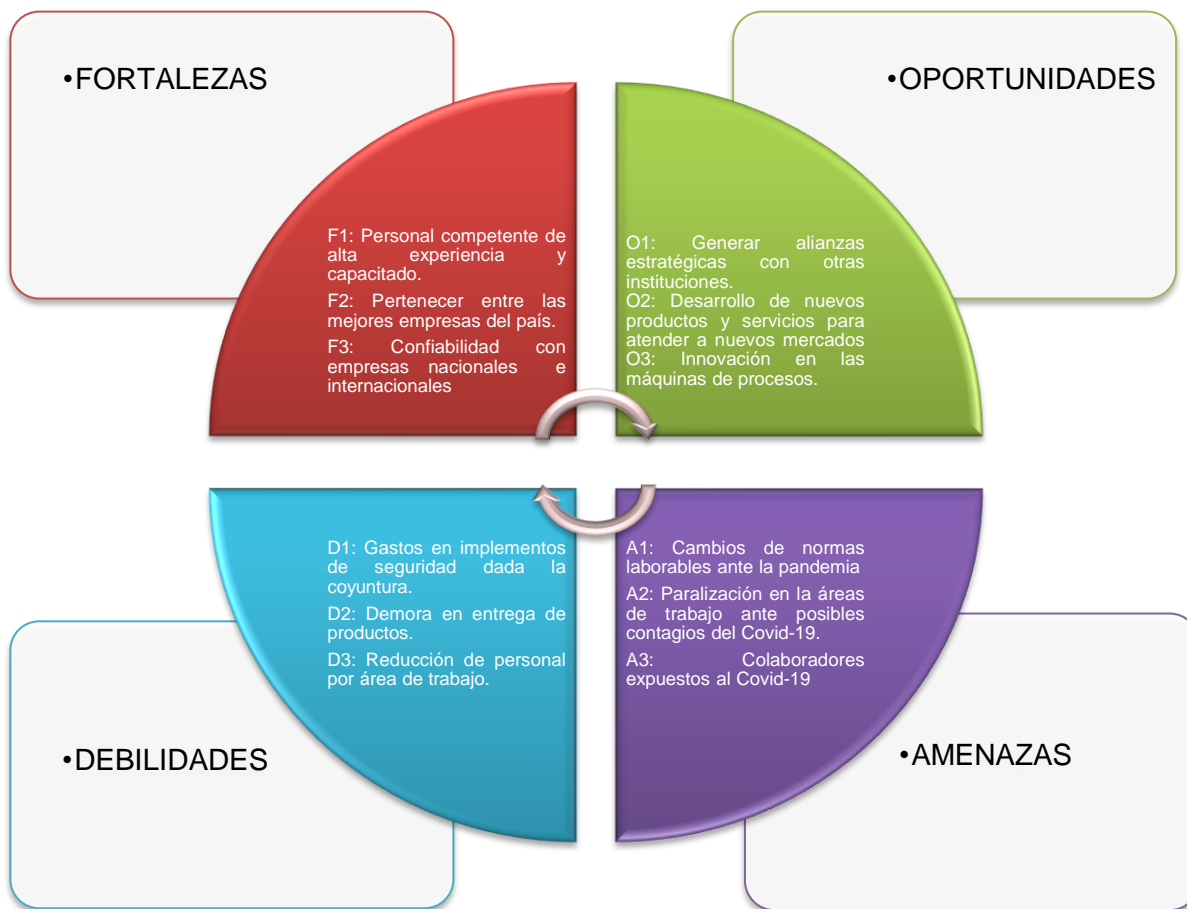 •FORTALEZAS
F1: Personal competente de
alta experiencia y
capacitado.
F2: Pertenecer entre las
mejores empresas del país.
F3: Confiabilidad con
empresas nacionales e
internacionales
•OPORTUNIDADES
O1: Generar alianzas
estratégicas con otras
instituciones.
O2: Desarrollo de nuevos
productos y servicios para
atender a nuevos mercados
O3: Innovación en las
máquinas de procesos.
D1: Gastos en implementos
de seguridad dada la
coyuntura.
D2: Demora en entrega de
productos.
D3: Reducción de personal
por área de trabajo.
•DEBILIDADES
A1: Cambios de normas
laborables ante la pandemia
A2: Paralización en la áreas
de trabajo ante posibles
contagios del Covid-19.
A3: Colaboradores
expuestos al Covid-19
•AMENAZAS